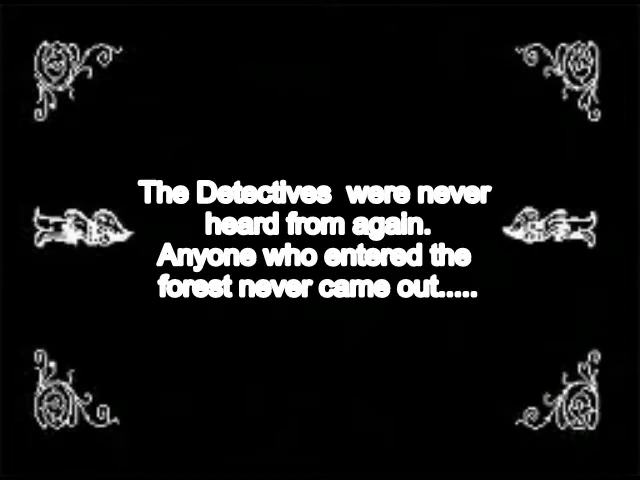 The Detectives  were never
heard from again.
Anyone who entered the
forest never came out.....